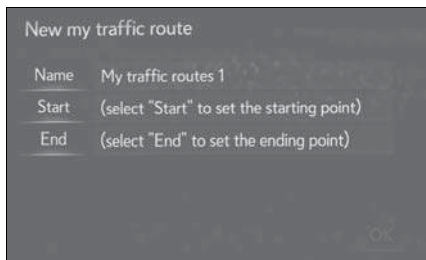 New my traffic route
Name My traffic routes 1
Start (select "Start" to set the starting point)
End (select "End" to set the ending point)
OK